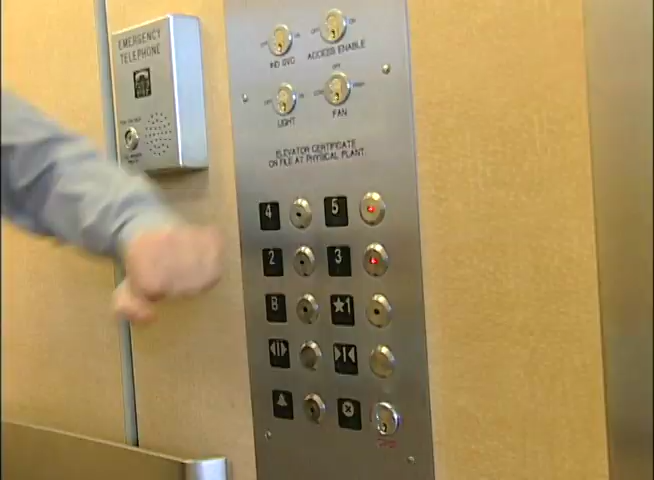 EMERGENCY
TELEPHONE
IND SVC
ACCESS ENABLE
LIGHT
FAN
ELEVATOR CERTIFICATE
ON FILE AT PHYSICAL PLANT.
4 5
2 3
B ★1